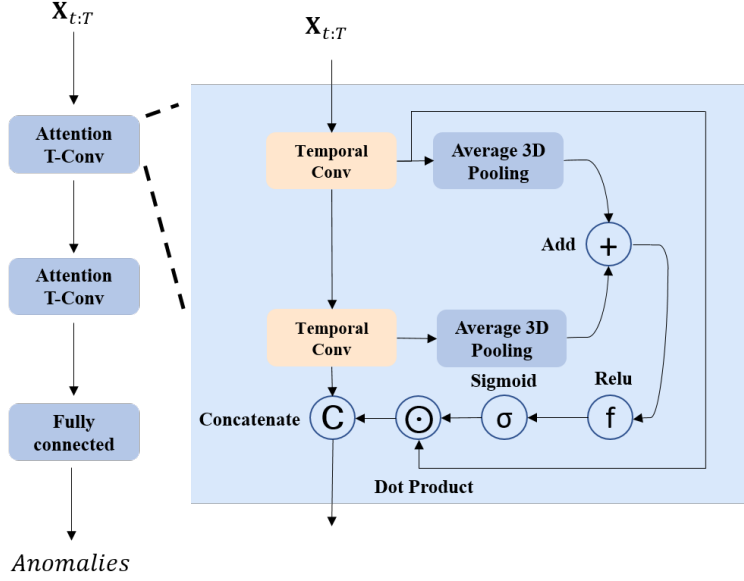 X_{t:T}
Attention
T-Conv
Attention
T-Conv
Fully
connected
Anomalies
X_{t:T}
Temporal
Conv
Average 3D
Pooling
Add
+
Temporal
Conv
Average 3D
Pooling
Sigmoid
Relu
Concatenate
C
⊙
σ
f
Dot Product